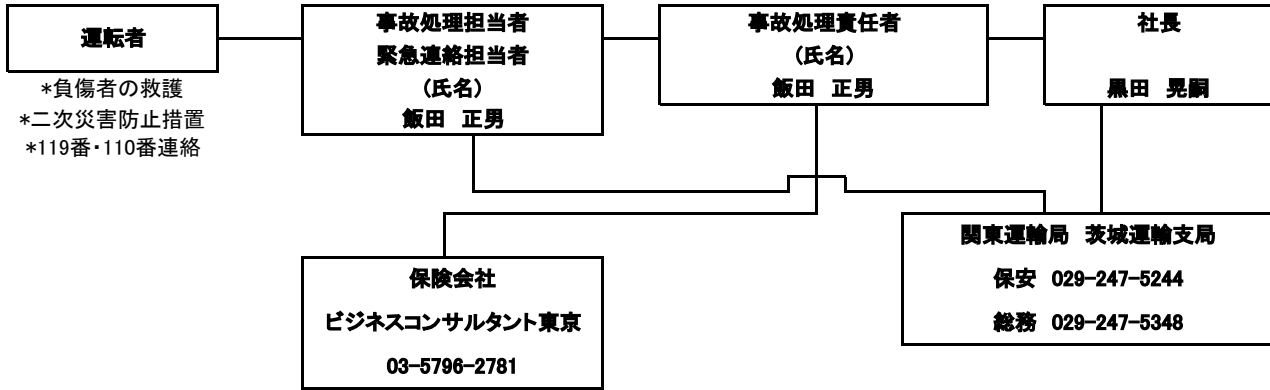 運転者
*負傷者の救護
*二次災害防止措置
*119番・110番連絡
事故処理担当者
緊急連絡担当者
(氏名)
飯田　正男
事故処理責任者
(氏名)
飯田　正男
社長
黒田　晃嗣
保険会社
ビジネスコンサルタント東京
03-5796-2781
関東運輸局　茨城運輸支局
保安　029-247-5244
総務　029-247-5348